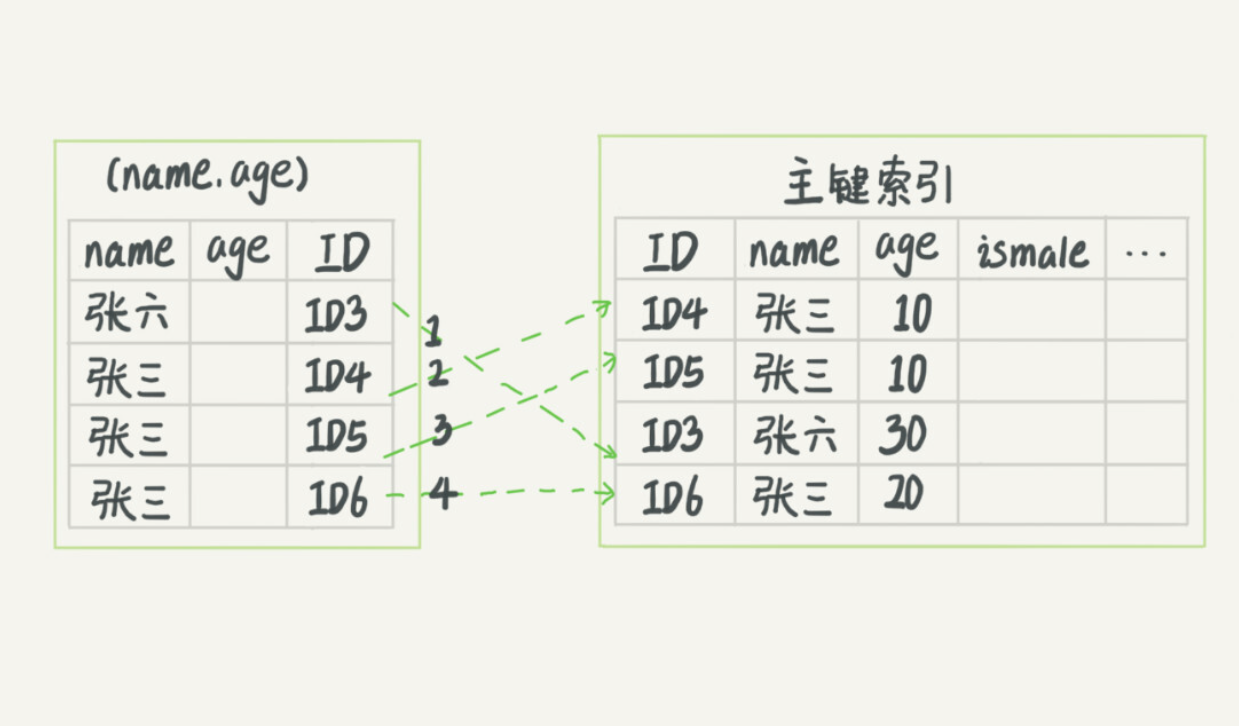 (name.age)
name age ID
张六 ID3
张三 ID4
张三 ID5
张三 ID6
1
2
3
4
主键索引
ID name age ismale ...
ID4 张三 10
ID5 张三 10
ID3 张六 30
ID6 张三 20